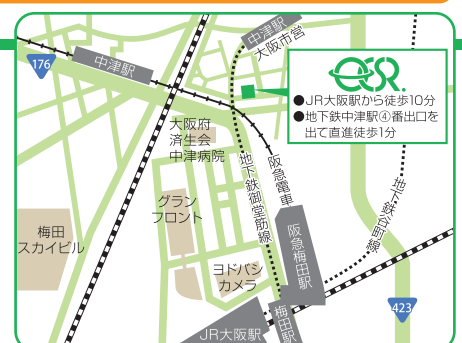 中津駅
大阪市営
中津駅
176
QCSR.
●JR大阪駅から徒歩10分
●地下鉄中津駅④番出口を
出て直進徒歩1分
大阪府
済生会
中津病院
地下鉄御堂筋線
阪急電車
地下鉄谷町線
グラン
フロント
梅田
スカイビル
阪急梅田駅
ヨドバシ
カメラ
423
JR大阪駅
梅田駅